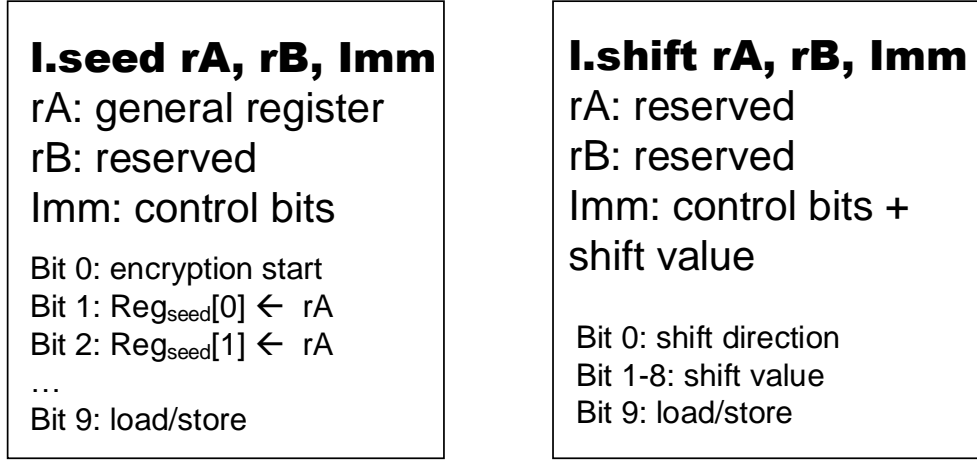 l.seed rA, rB, Imm
rA: general register
rB: reserved
Imm: control bits
Bit 0: encryption start
Bit 1: Regseed[0] ← rA
Bit 2: Regseed[1] ← rA
…
Bit 9: load/store
l.shift rA, rB, Imm
rA: reserved
rB: reserved
Imm: control bits +
shift value
Bit 0: shift direction
Bit 1-8: shift value
Bit 9: load/store